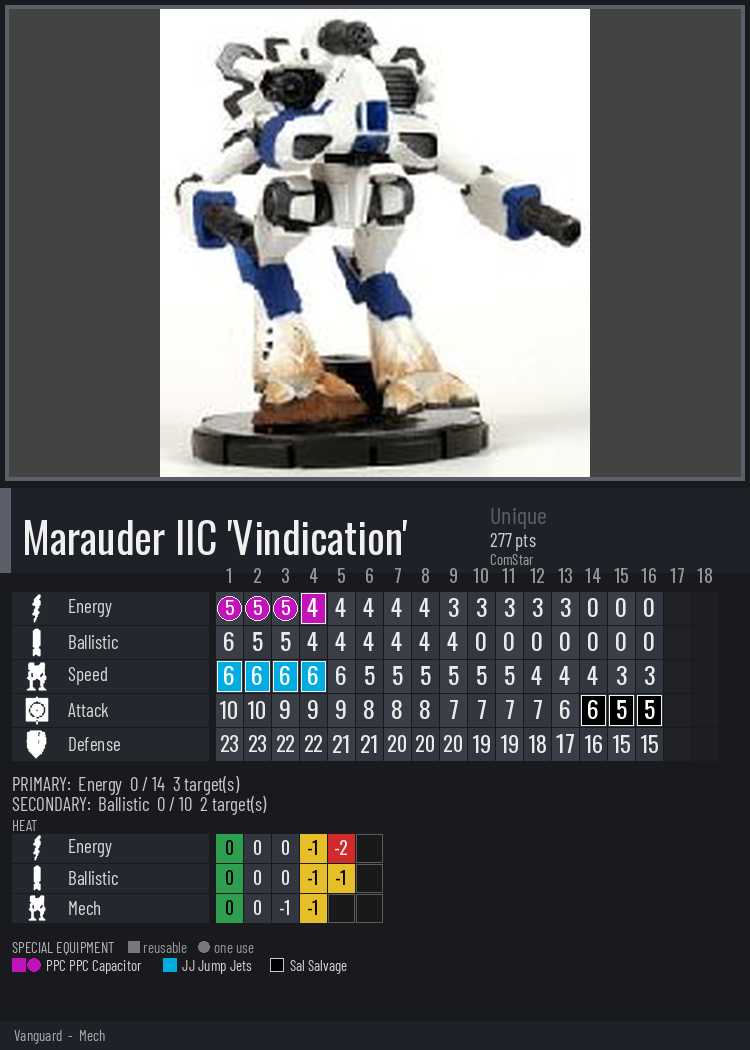 Marauder IIC 'Vindication'
Unique
277 pts
ComStar
1 2 3 4 5 6 7 8 9 10 11 12 13 14 15 16 17 18
Energy 5 5 5 4 4 4 4 4 3 3 3 3 3 0 0 0
Ballistic 6 5 5 4 4 4 4 4 4 0 0 0 0 0 0 0
Speed 6 6 6 6 6 5 5 5 5 5 5 4 4 4 3 3
Attack 10 10 9 9 9 8 8 8 7 7 7 7 6 6 5 5
Defense 23 23 22 22 21 21 20 20 20 19 19 18 17 16 15 15
PRIMARY: Energy 0 / 14 3 target(s)
SECONDARY: Ballistic 0 / 10 2 target(s)
HEAT
Energy 0 0 0 -1 -2
Ballistic 0 0 0 -1 -1
Mech 0 0 -1 -1
SPECIAL EQUIPMENT reusable one use
PPC PPC Capacitor JJ Jump Jets Sal Salvage
Vanguard - Mech